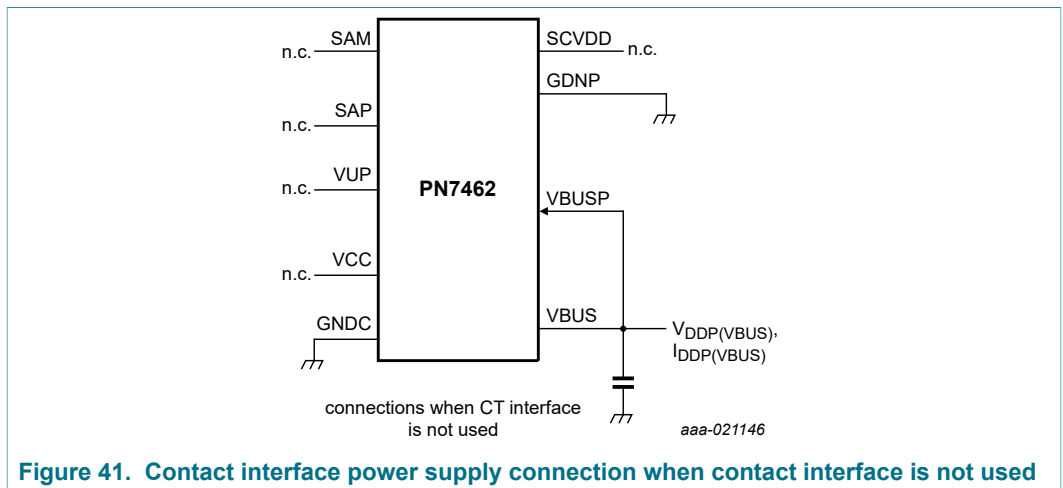 SAM
n.c.
SCVDD
n.c.
GDNP
SAP
n.c.
VUP
n.c.
PN7462
VBUSP
VCC
n.c.
GNDC
VBUS
VDDP(VBUS),
IDDP(VBUS)
connections when CT interface
is not used
aaa-021146
Figure 41. Contact interface power supply connection when contact interface is not used